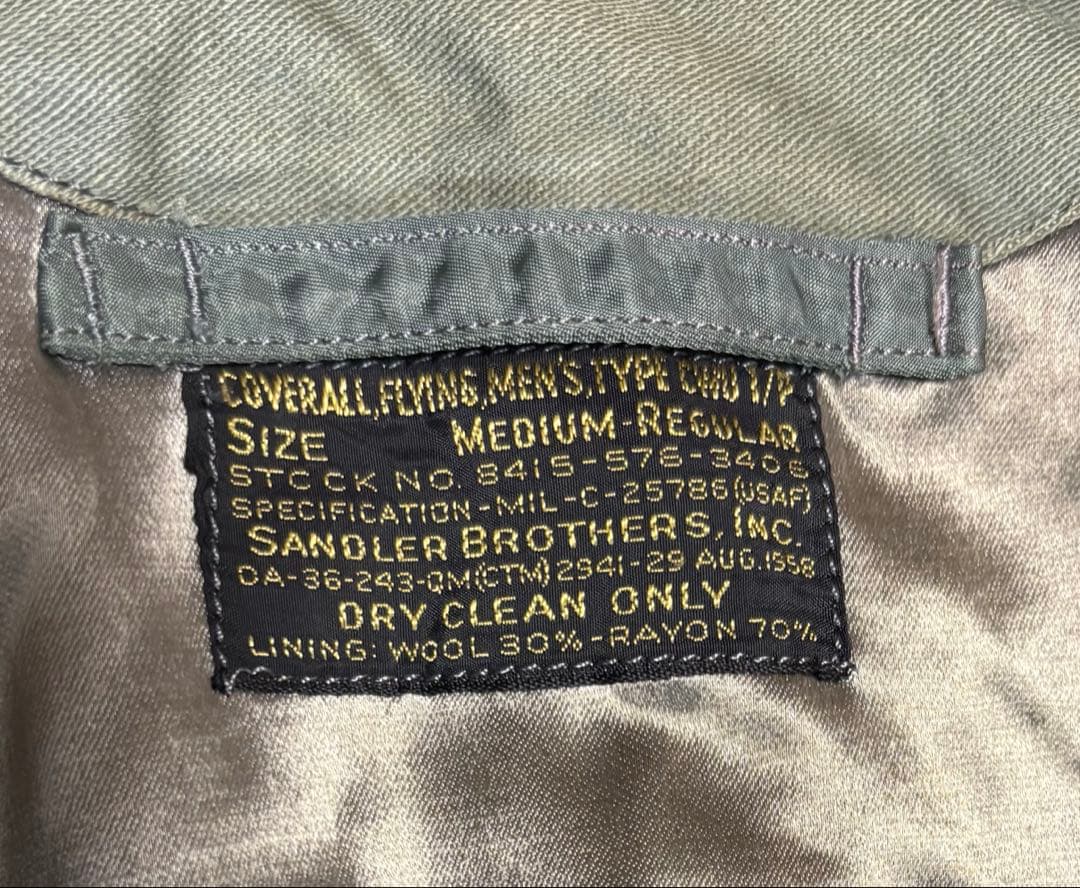 COVERALL, FLYING, MEN'S, TYPE CWU 1/P
SIZE MEDIUM-REGULAR
STOCK NO. 8415-576-3406
SPECIFICATION-MIL-C-25786(USAF)
SANDLER BROTHERS, INC.
DA-36-243-QM(CTM)2941-29 AUG.1958
DRY CLEAN ONLY
LINING: WOOL 30%-RAYON 70%